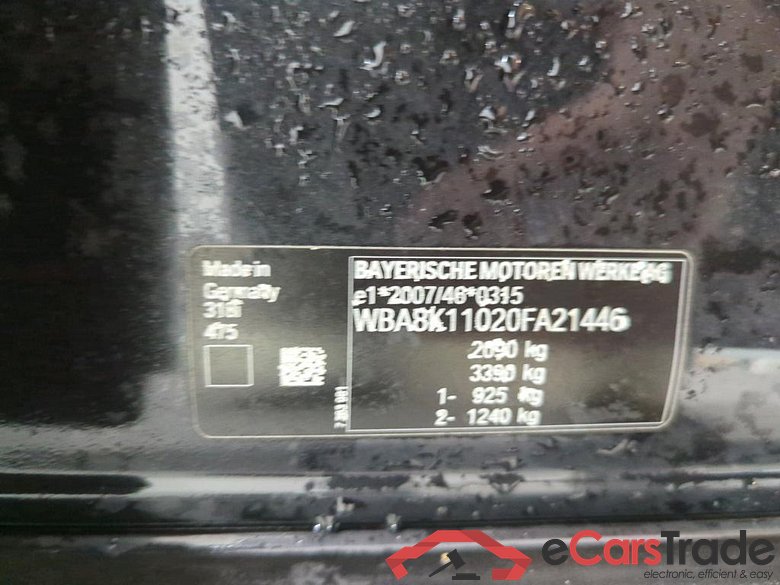 Made in
Germany
318i
475
BAYERISCHE MOTOREN WERKE AG
e1*2007/46*0315
WBA8K11020FA21446
2090 kg
3390 kg
1- 925 kg
2- 1240 kg
eCarsTrade
electronic, efficient & easy